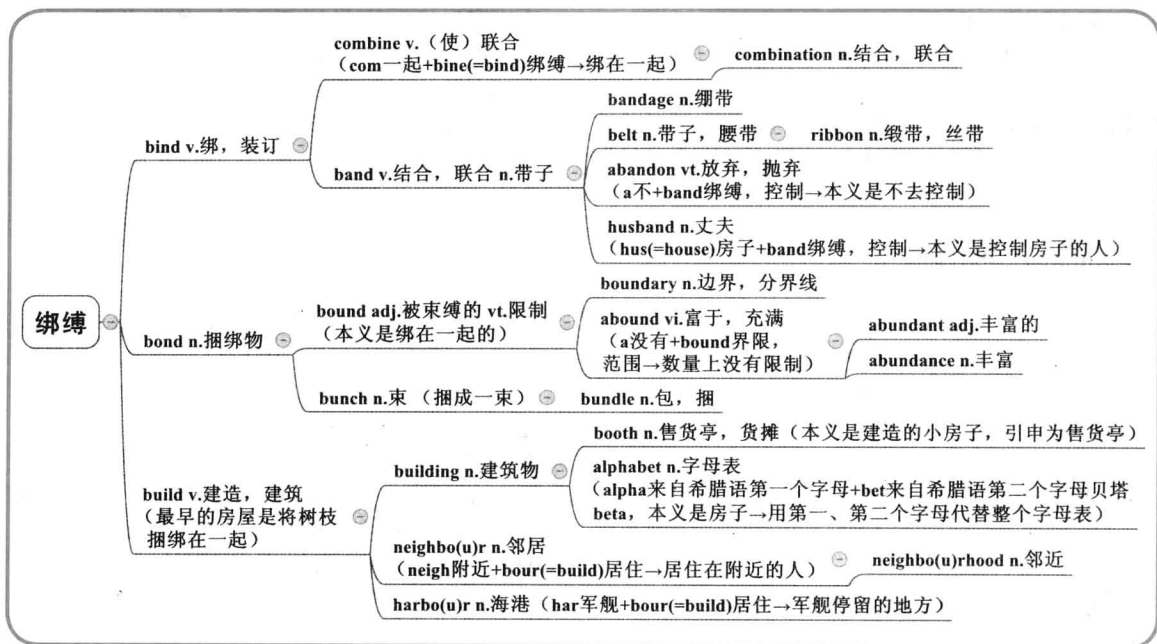 绑缚
bind v.绑，装订
combine v.（使）联合
（com一起+bine(=bind)绑缚→绑在一起）
combination n.结合，联合
band v.结合，联合 n.带子
bandage n.绷带
belt n.带子，腰带
ribbon n.缎带，丝带
abandon vt.放弃，抛弃
（a不+band绑缚，控制→本义是不去控制）
husband n.丈夫
（hus(=house)房子+band绑缚，控制→本义是控制房子的人）
bond n.捆绑物
bound adj.被束缚的 vt.限制
（本义是绑在一起的）
boundary n.边界，分界线
abound vi.富于，充满
（a没有+bound界限，
范围→数量上没有限制）
abundant adj.丰富的
abundance n.丰富
bunch n.束 （捆成一束）
bundle n.包，捆
build v.建造，建筑
（最早的房屋是将树枝
捆绑在一起）
building n.建筑物
booth n.售货亭，货摊（本义是建造的小房子，引申为售货亭）
alphabet n.字母表
（alpha来自希腊语第一个字母+bet来自希腊语第二个字母贝塔
beta，本义是房子→用第一、第二个字母代替整个字母表）
neighbo(u)r n.邻居
（neigh附近+bour(=build)居住→居住在附近的人）
neighbo(u)rhood n.邻近
harbo(u)r n.海港（har军舰+bour(=build)居住→军舰停留的地方）